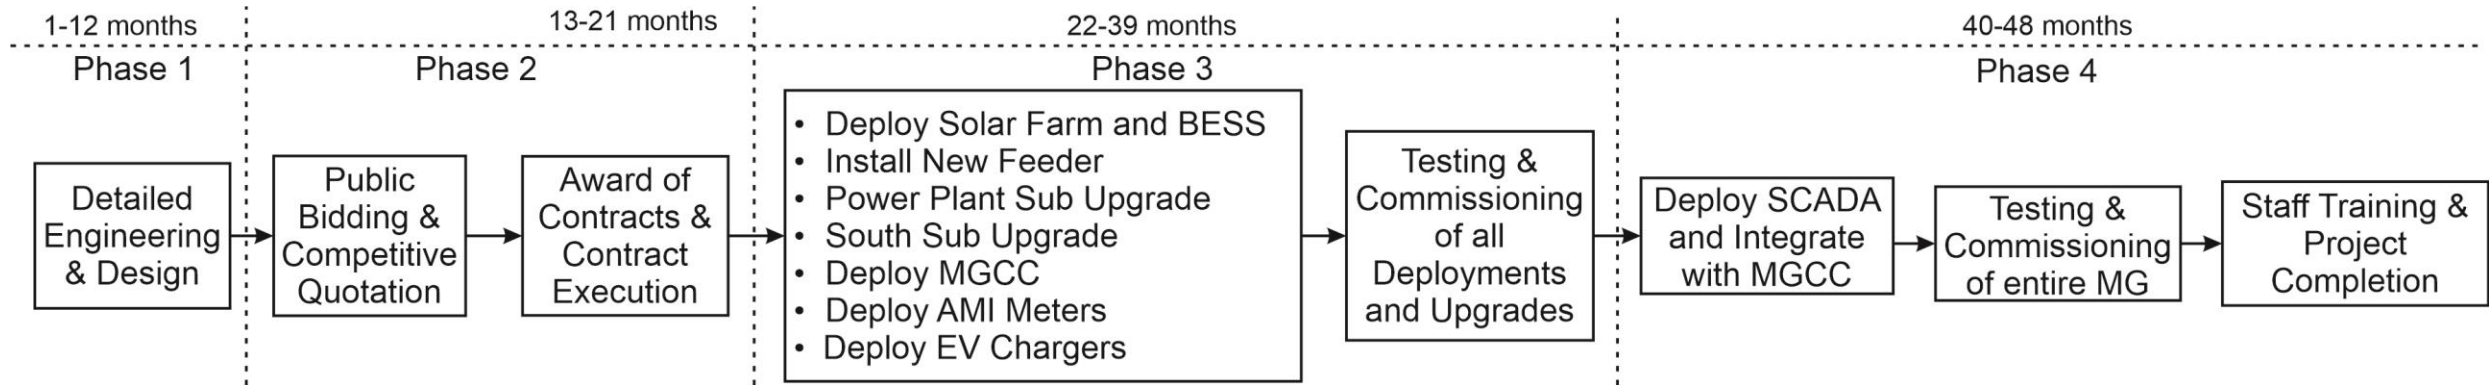 1-12 months
13-21 months
22-39 months
40-48 months
Phase 1
Phase 2
Phase 3
Phase 4
Detailed
Engineering
& Design
Public
Bidding &
Competitive
Quotation
Award of
Contracts &
Contract
Execution
• Deploy Solar Farm and BESS
• Install New Feeder
• Power Plant Sub Upgrade
• South Sub Upgrade
• Deploy MGCC
• Deploy AMI Meters
• Deploy EV Chargers
Testing &
Commissioning
of all
Deployments
and Upgrades
Deploy SCADA
and Integrate
with MGCC
Testing &
Commissioning
of entire MG
Staff Training &
Project
Completion